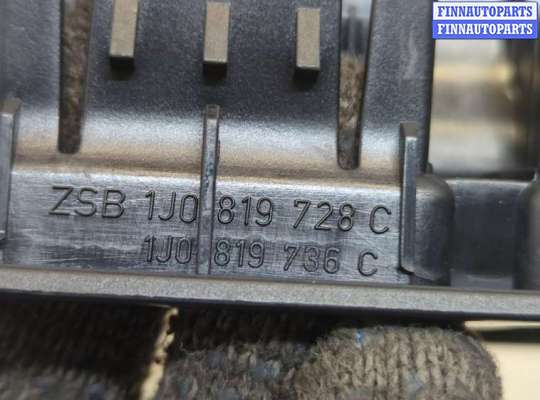 FINNAUTOPARTS
FINNAUTOPARTS
ZSB 1J0 819 728 C
1J0 819 736 C